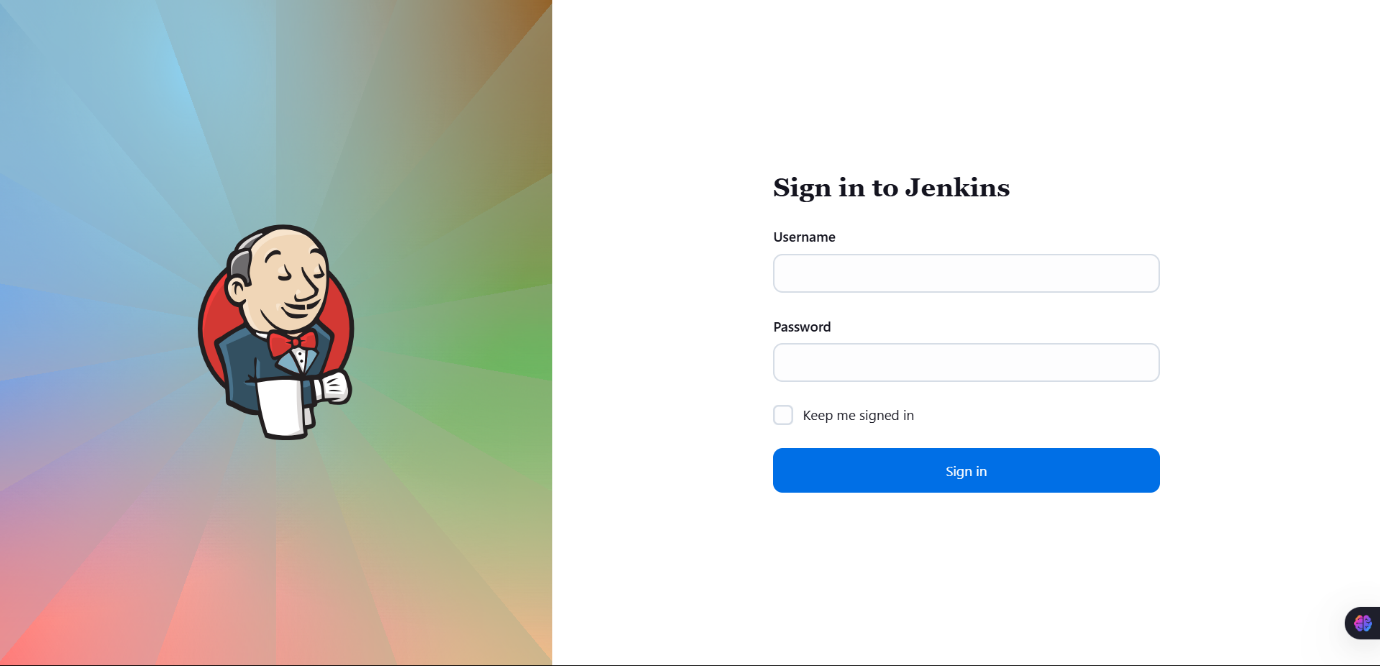 Sign in to Jenkins
Username
Password
Keep me signed in
Sign in